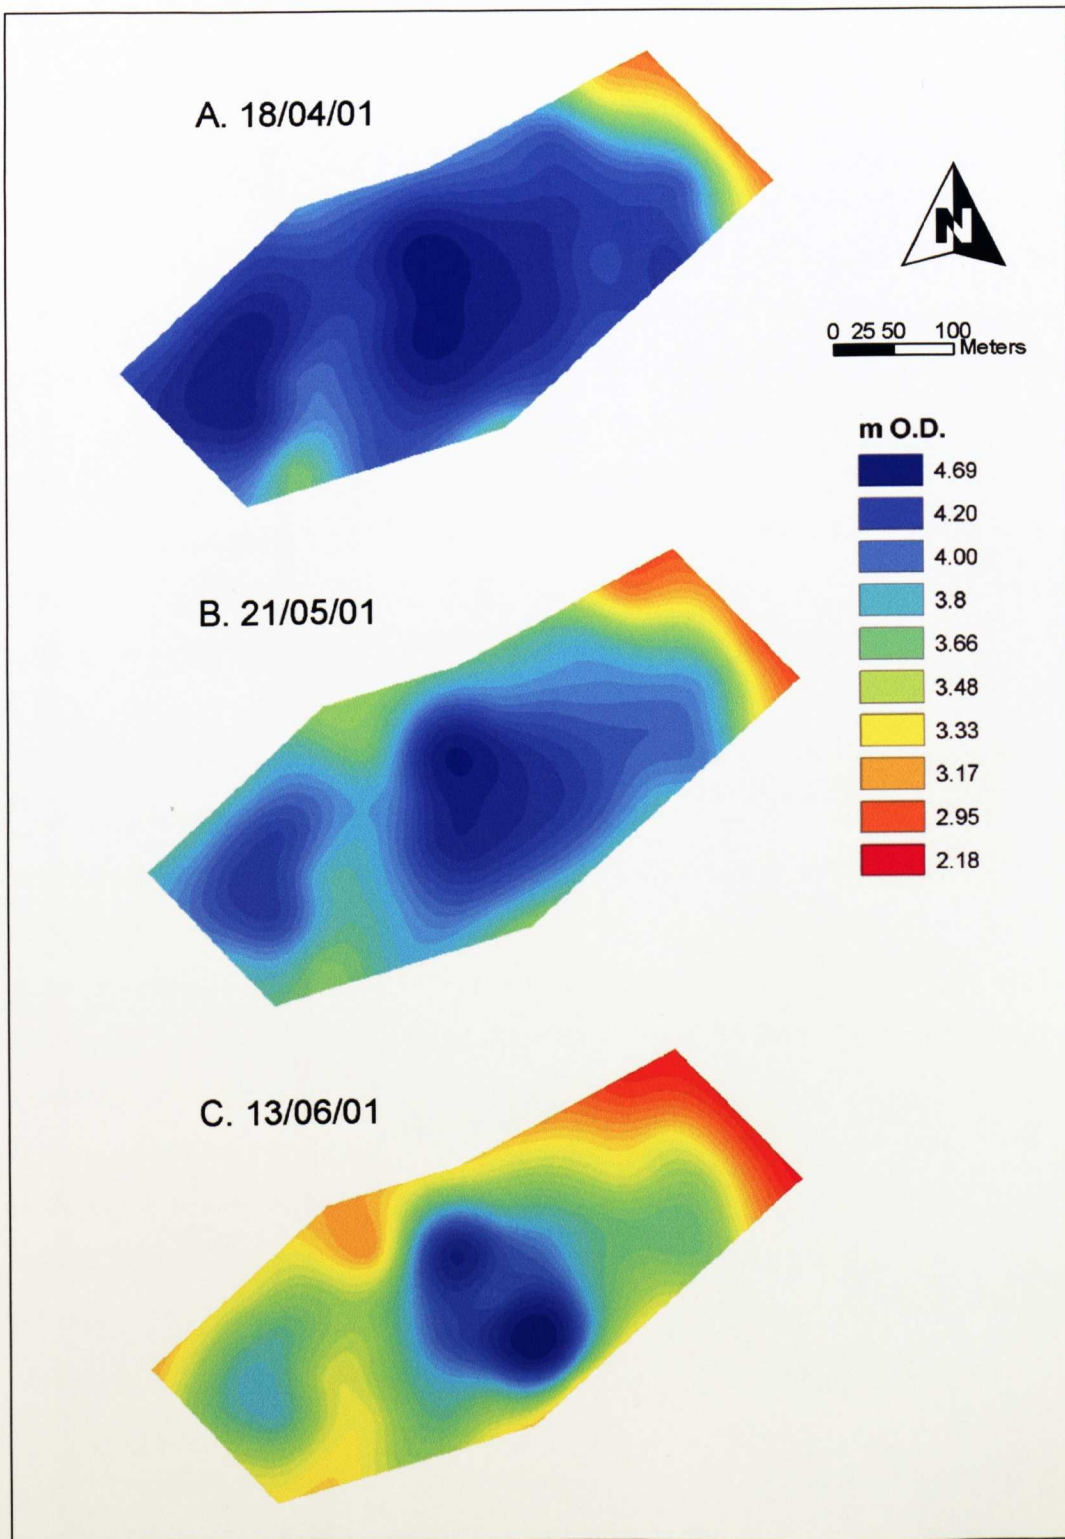 A. 18/04/01
N
0 25 50 100
Meters
m O.D.
4.69
4.20
4.00
B. 21/05/01
3.8
3.66
3.48
3.33
3.17
2.95
2.18
C. 13/06/01